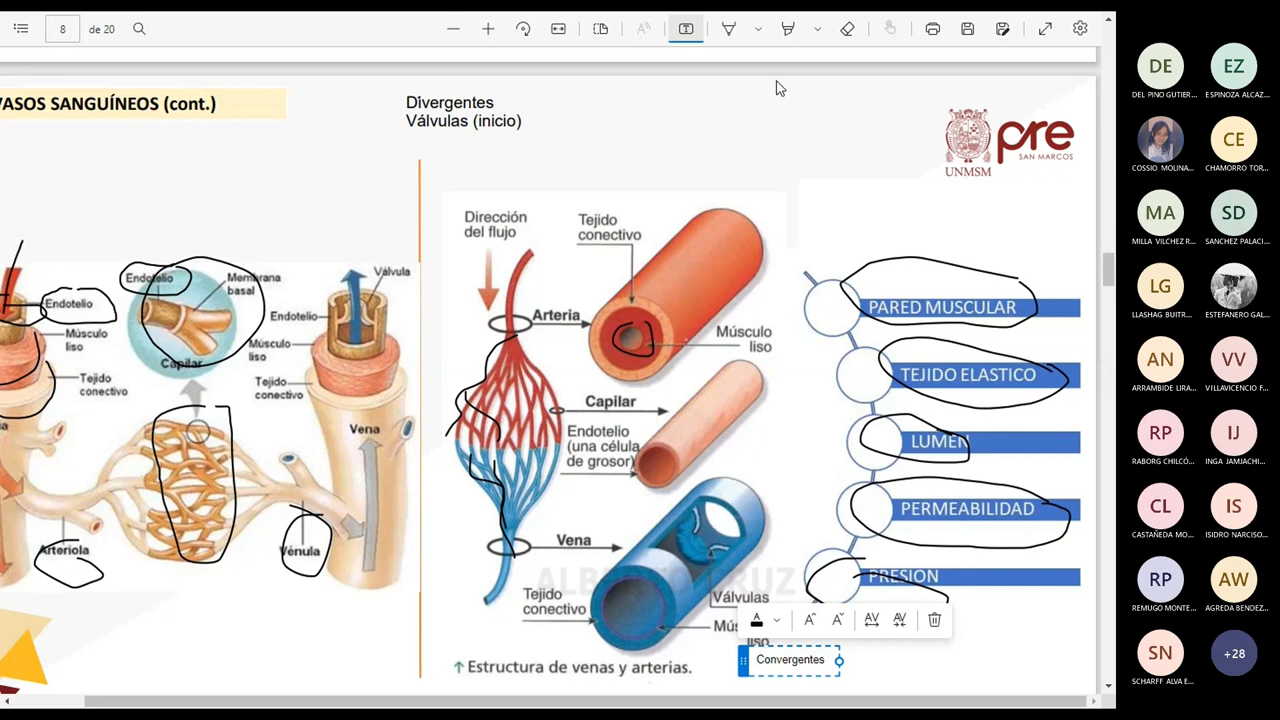 8
de 20
VASOS SANGUÍNEOS (cont.)
Divergentes
Válvulas (inicio)
UNMSM
pre
SAN MARCOS
Endotelio
Músculo
liso
Tejido
conectivo
Arteriola
Endotelio
Membrana
basal
Capilar
Vénula
Válvula
Endotelio
Músculo
liso
Tejido
conectivo
Vena
Dirección
del flujo
Tejido
conectivo
Arteria
Músculo
liso
Capilar
Endotelio
(una célula
de grosor)
Vena
Tejido
conectivo
Válvulas
liso
↑ Estructura de venas y arterias.
Convergentes
PARED MUSCULAR
TEJIDO ELASTICO
LUMEN
PERMEABILIDAD
PRESION
DE
DEL PINO GUTIER...
EZ
ESPINOZA ALCAZ...
COSSIO MOLINA...
CE
CHAMORRO TOR...
MA
MILLA VILCHEZ R...
SD
SANCHEZ PALACI...
LG
LLASHAG BUITR...
ESTEFANERO GAL...
AN
ARRAMBIDE LIRA...
VV
VILLAVICENCIO F...
RP
RABORG CHILCÓ...
IJ
INGA JAMJACHI...
CL
CASTAÑEDA MO...
IS
ISIDRO NARCISO...
RP
REMUGO MONTE...
AW
AGREDA BENDEZ...
SN
SCHARFF ALVA E...
+28